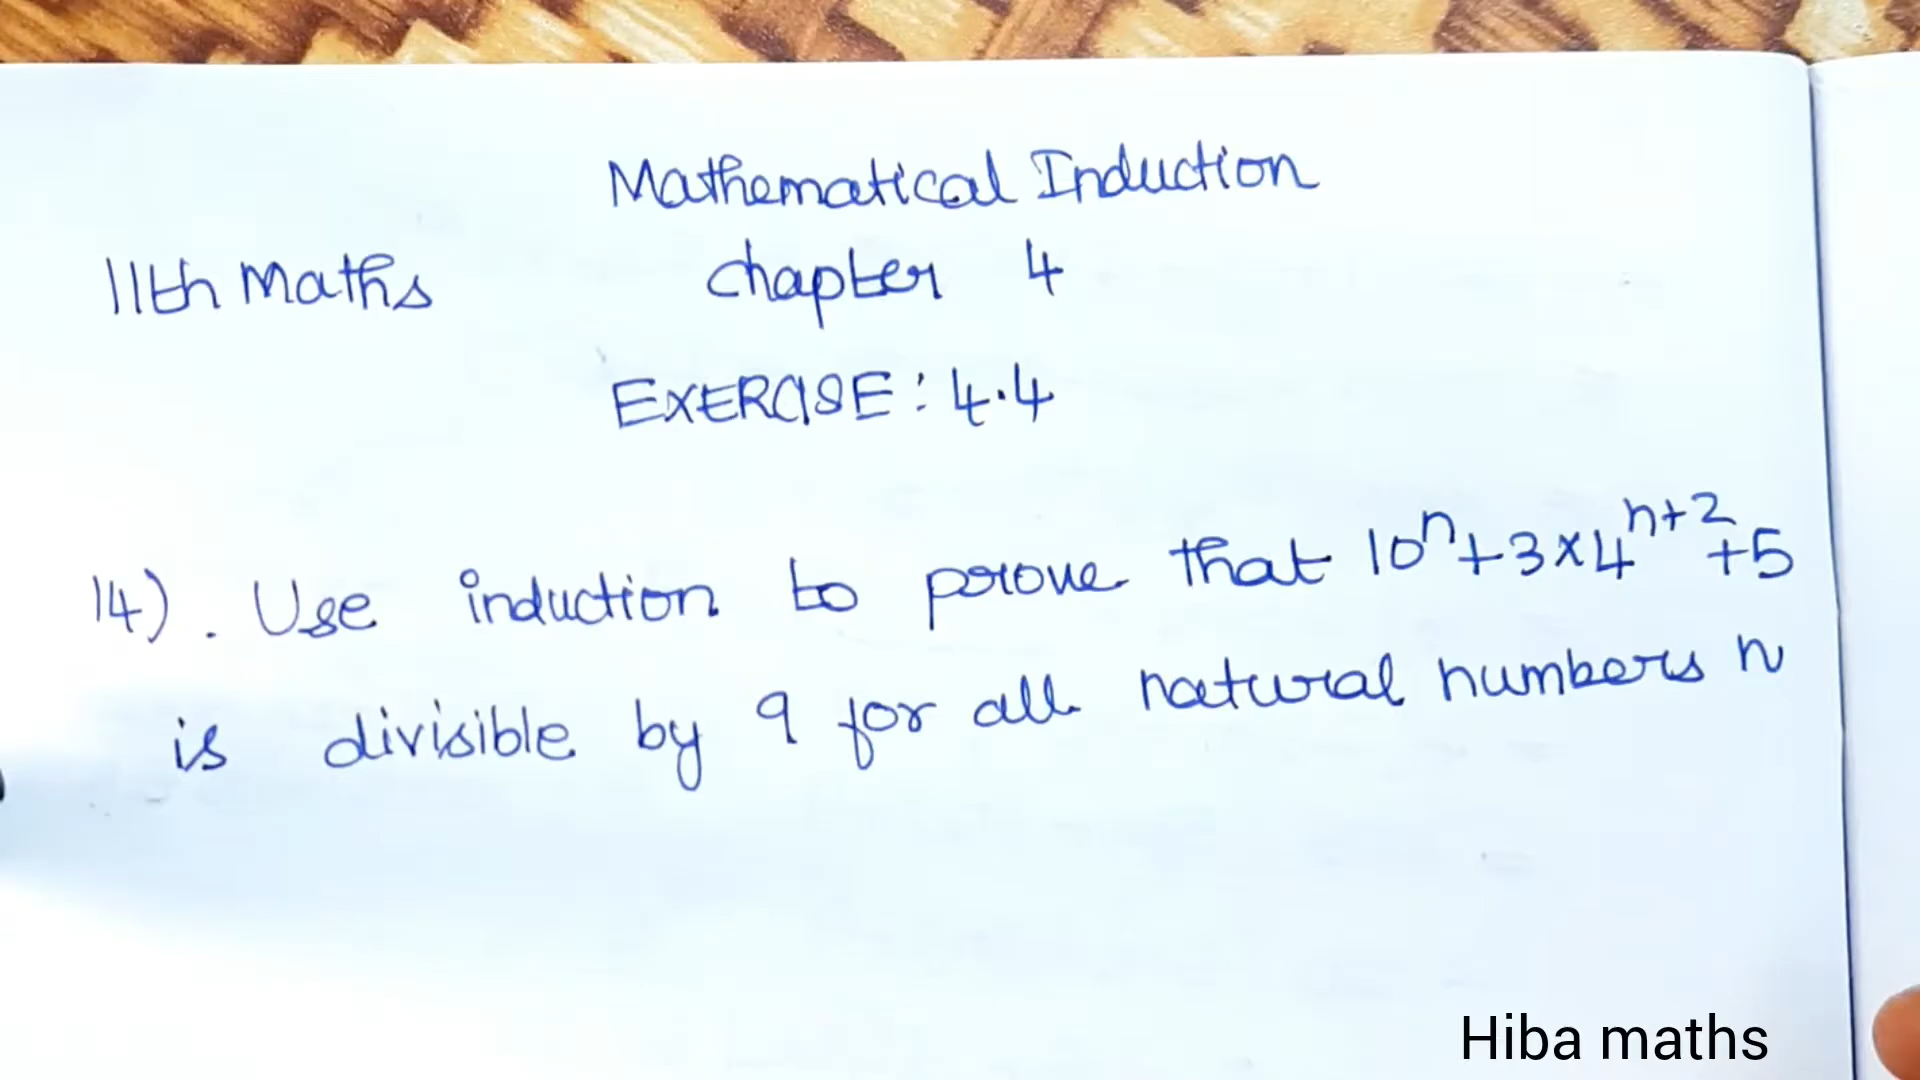 Mathematical Induction
11th Maths chapter 4
EXERCISE : 4.4
14). Use induction to prove that 10ⁿ+3×4ⁿ⁺²+5
is divisible by 9 for all natural numbers n
Hiba maths